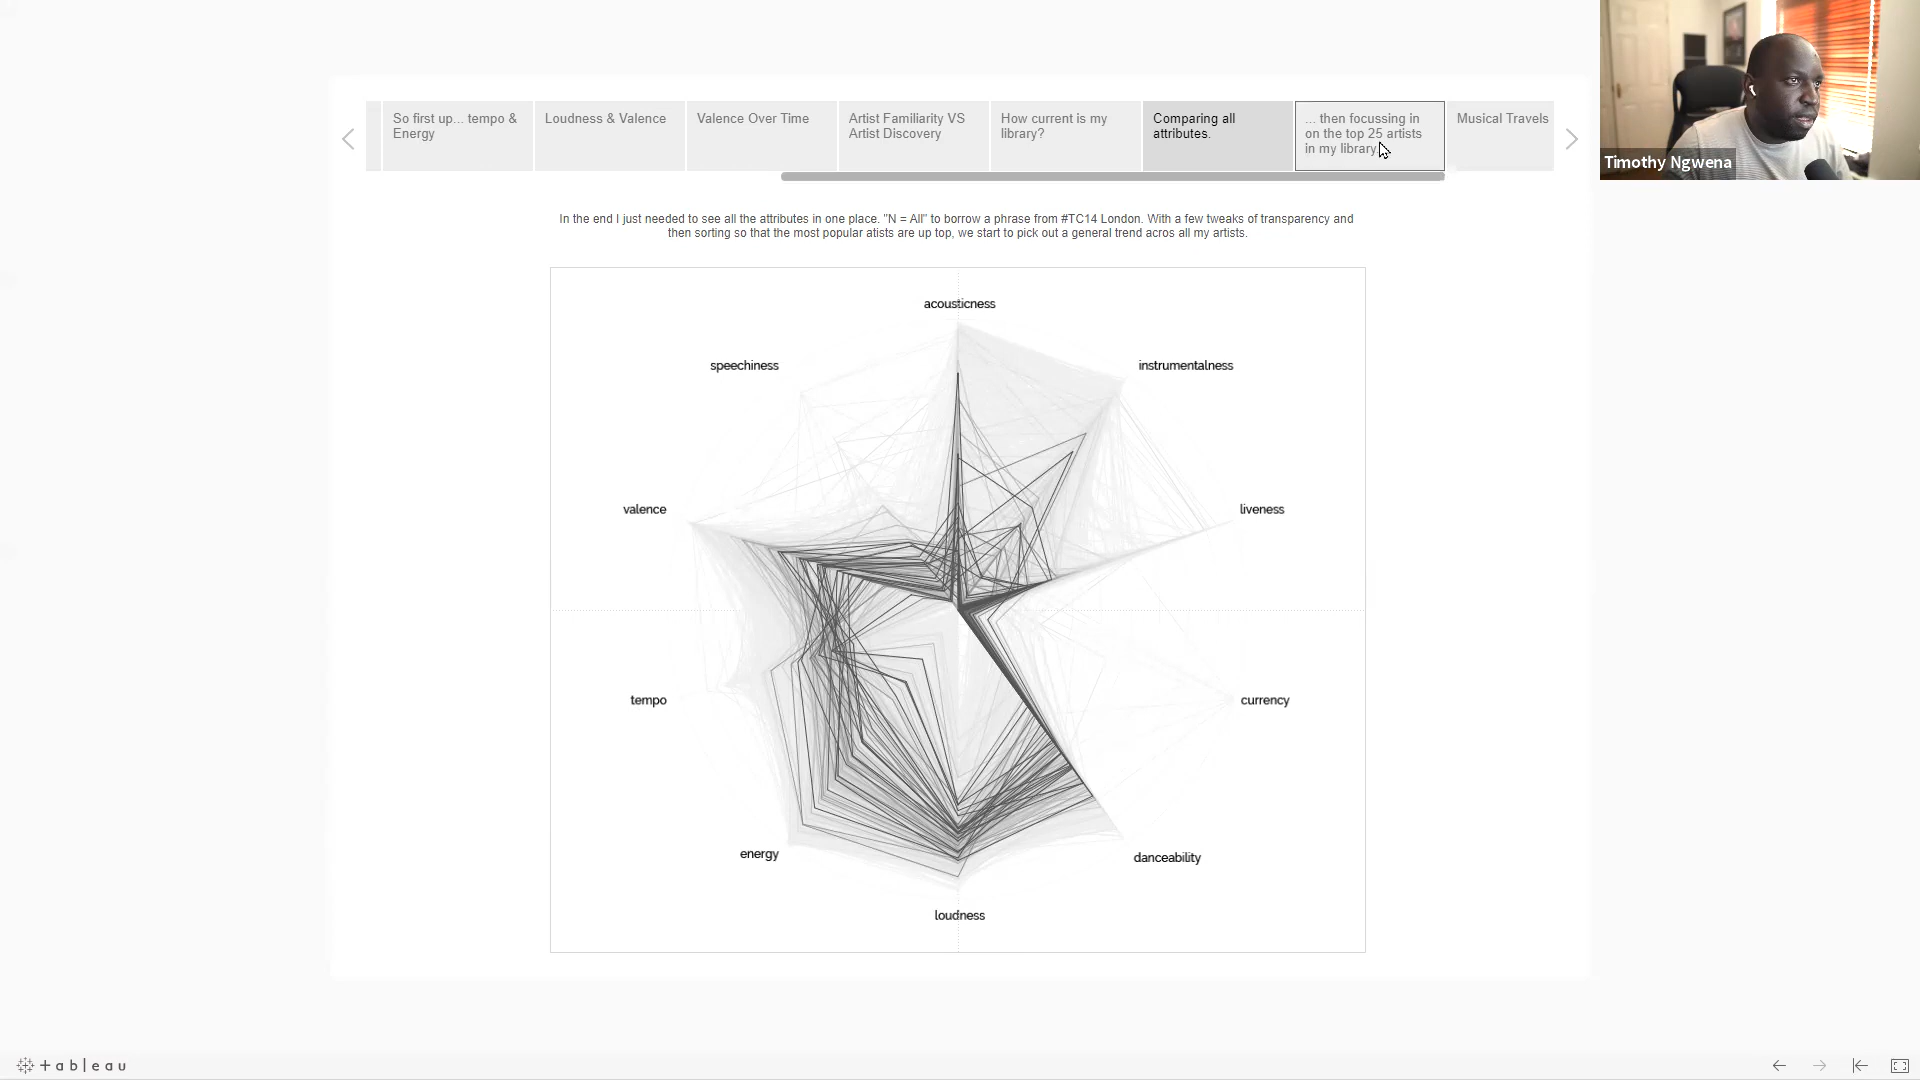 So first up... tempo &
Energy
Loudness & Valence
Valence Over Time
Artist Familiarity VS
Artist Discovery
How current is my
library?
Comparing all
attributes.
... then focussing in
on the top 25 artists
in my library.
Musical Travels
Timothy Ngwena
In the end I just needed to see all the attributes in one place. "N = All" to borrow a phrase from #TC14 London. With a few tweaks of transparency and
then sorting so that the most popular atists are up top, we start to pick out a general trend acros all my artists.
acousticness
speechiness
instrumentalness
valence
liveness
tempo
currency
energy
danceability
loudness
+ableau